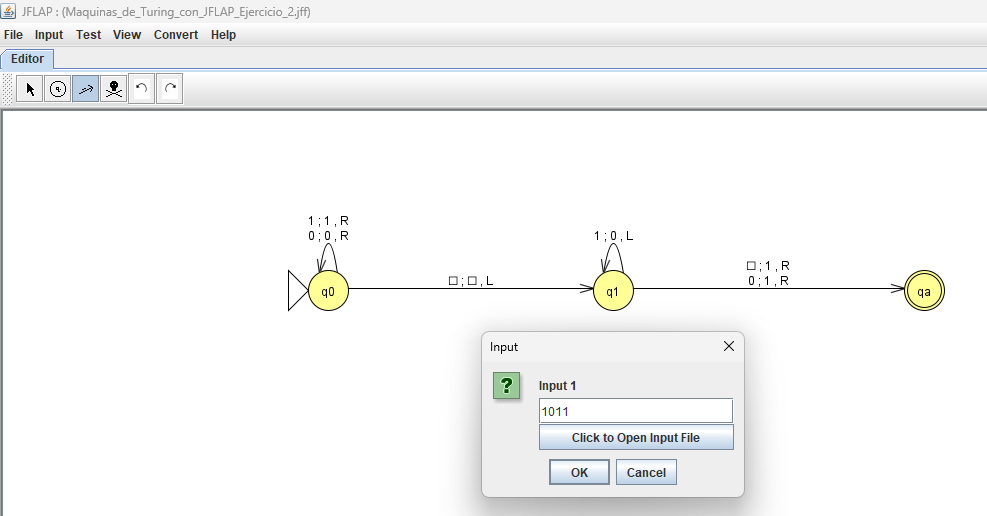 JFLAP : (Maquinas_de_Turing_con_JFLAP_Ejercicio_2.jff)
File Input Test View Convert Help
Editor
1 ; 1 , R
0 ; 0 , R
q0
□ ; □ , L
1 ; 0 , L
q1
□ ; 1 , R
0 ; 1 , R
qa
Input
?
Input 1
1011
Click to Open Input File
OK Cancel